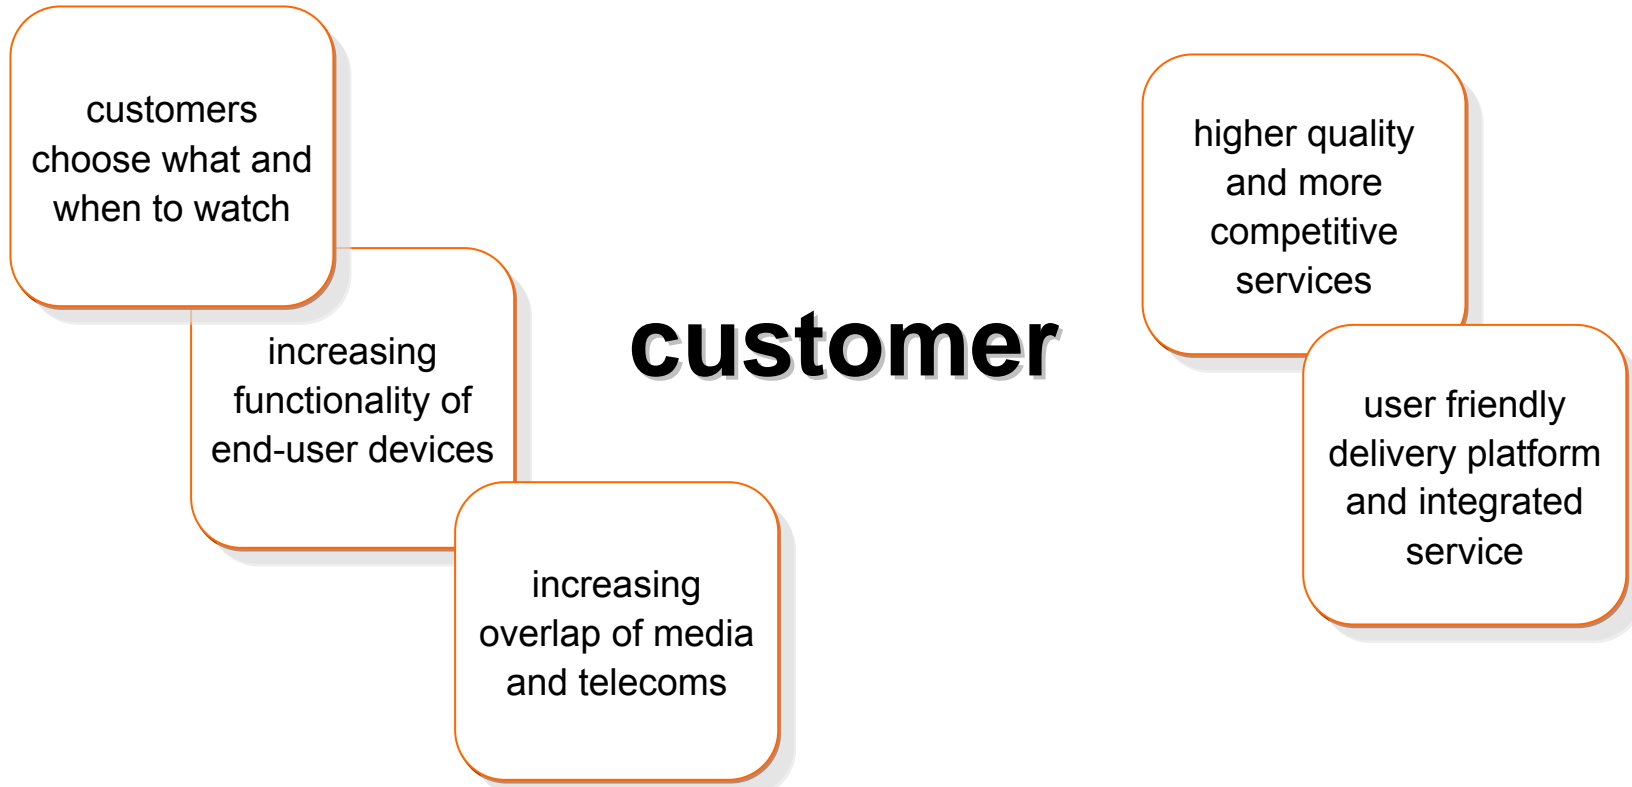 customers
choose what and
when to watch
increasing
functionality of
end-user devices
increasing
overlap of media
and telecoms
customer
higher quality
and more
competitive
services
user friendly
delivery platform
and integrated
service